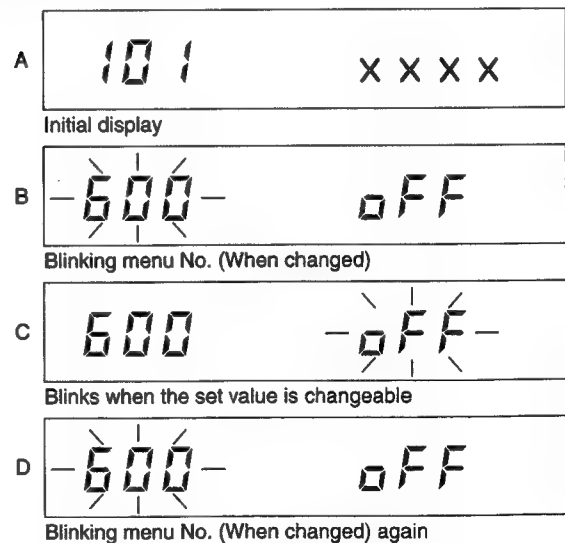 A 101 X X X X
Initial display
B 600 oFF
Blinking menu No. (When changed)
C 600 oFF
Blinks when the set value is changeable
D 600 oFF
Blinking menu No. (When changed) again